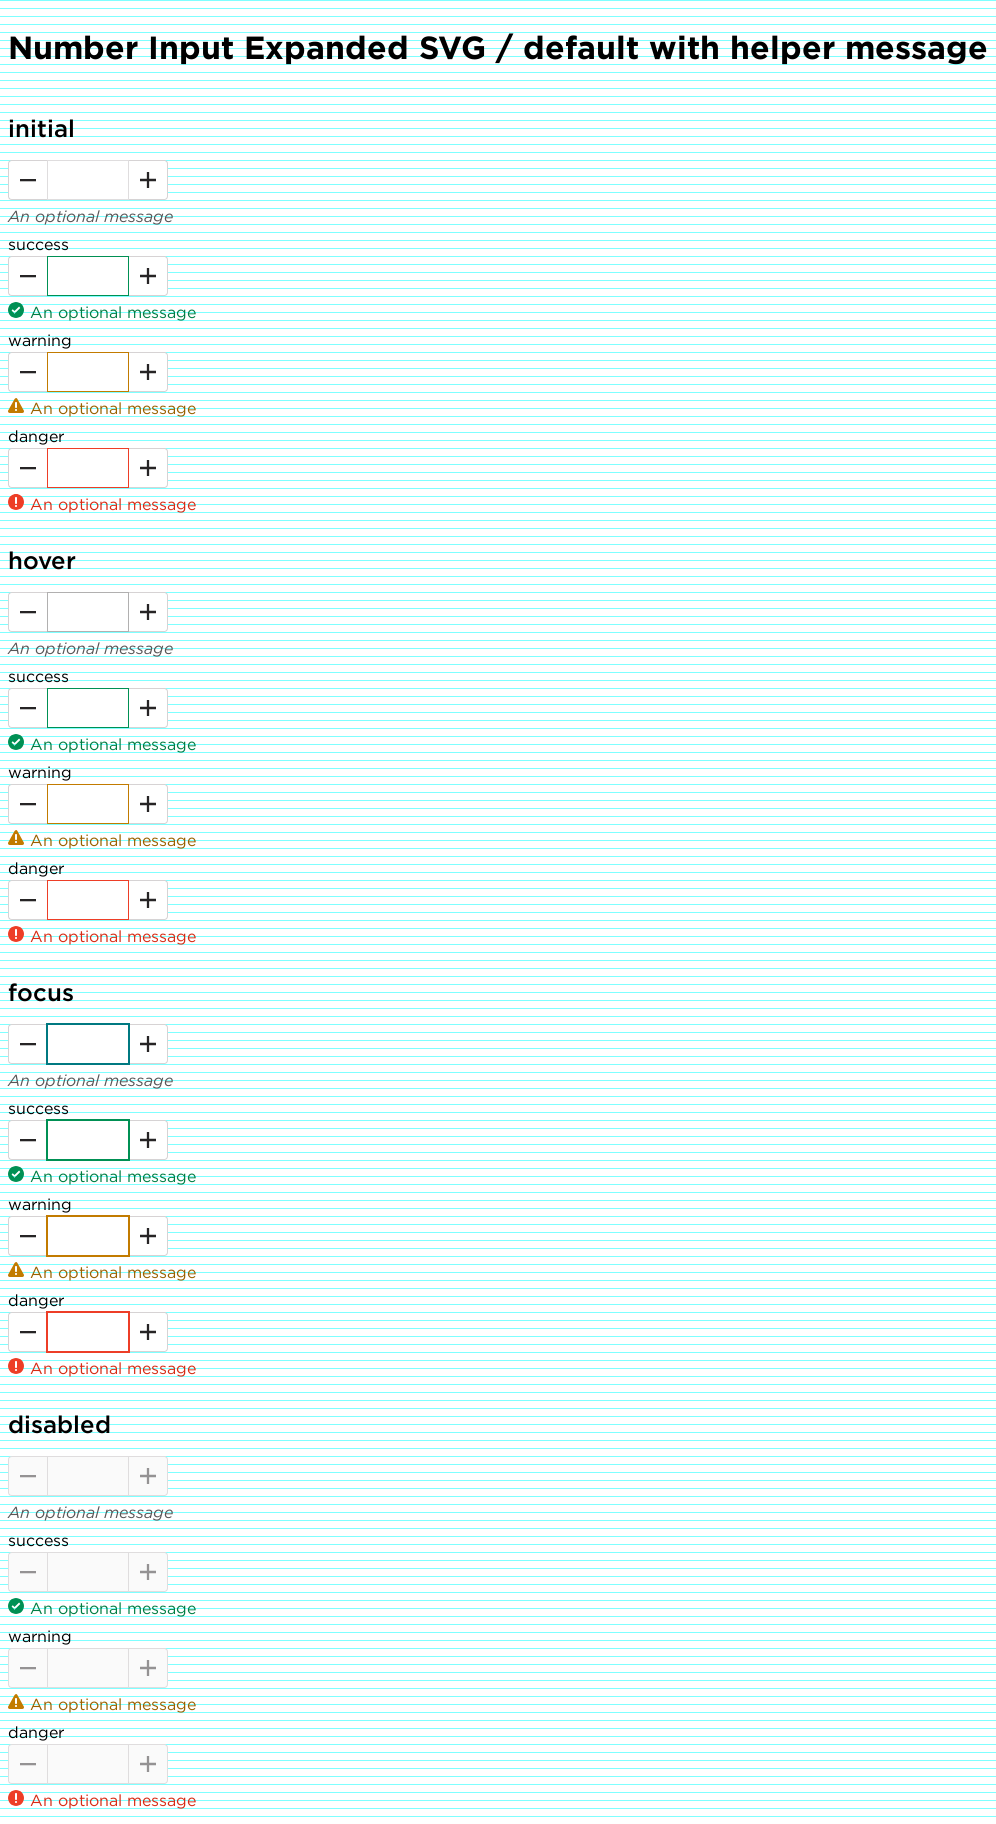 Number Input Expanded SVG / default with helper message
initial
An optional message
success
An optional message
warning
An optional message
danger
An optional message
hover
An optional message
success
An optional message
warning
An optional message
danger
An optional message
focus
An optional message
success
An optional message
warning
An optional message
danger
An optional message
disabled
An optional message
success
An optional message
warning
An optional message
danger
An optional message